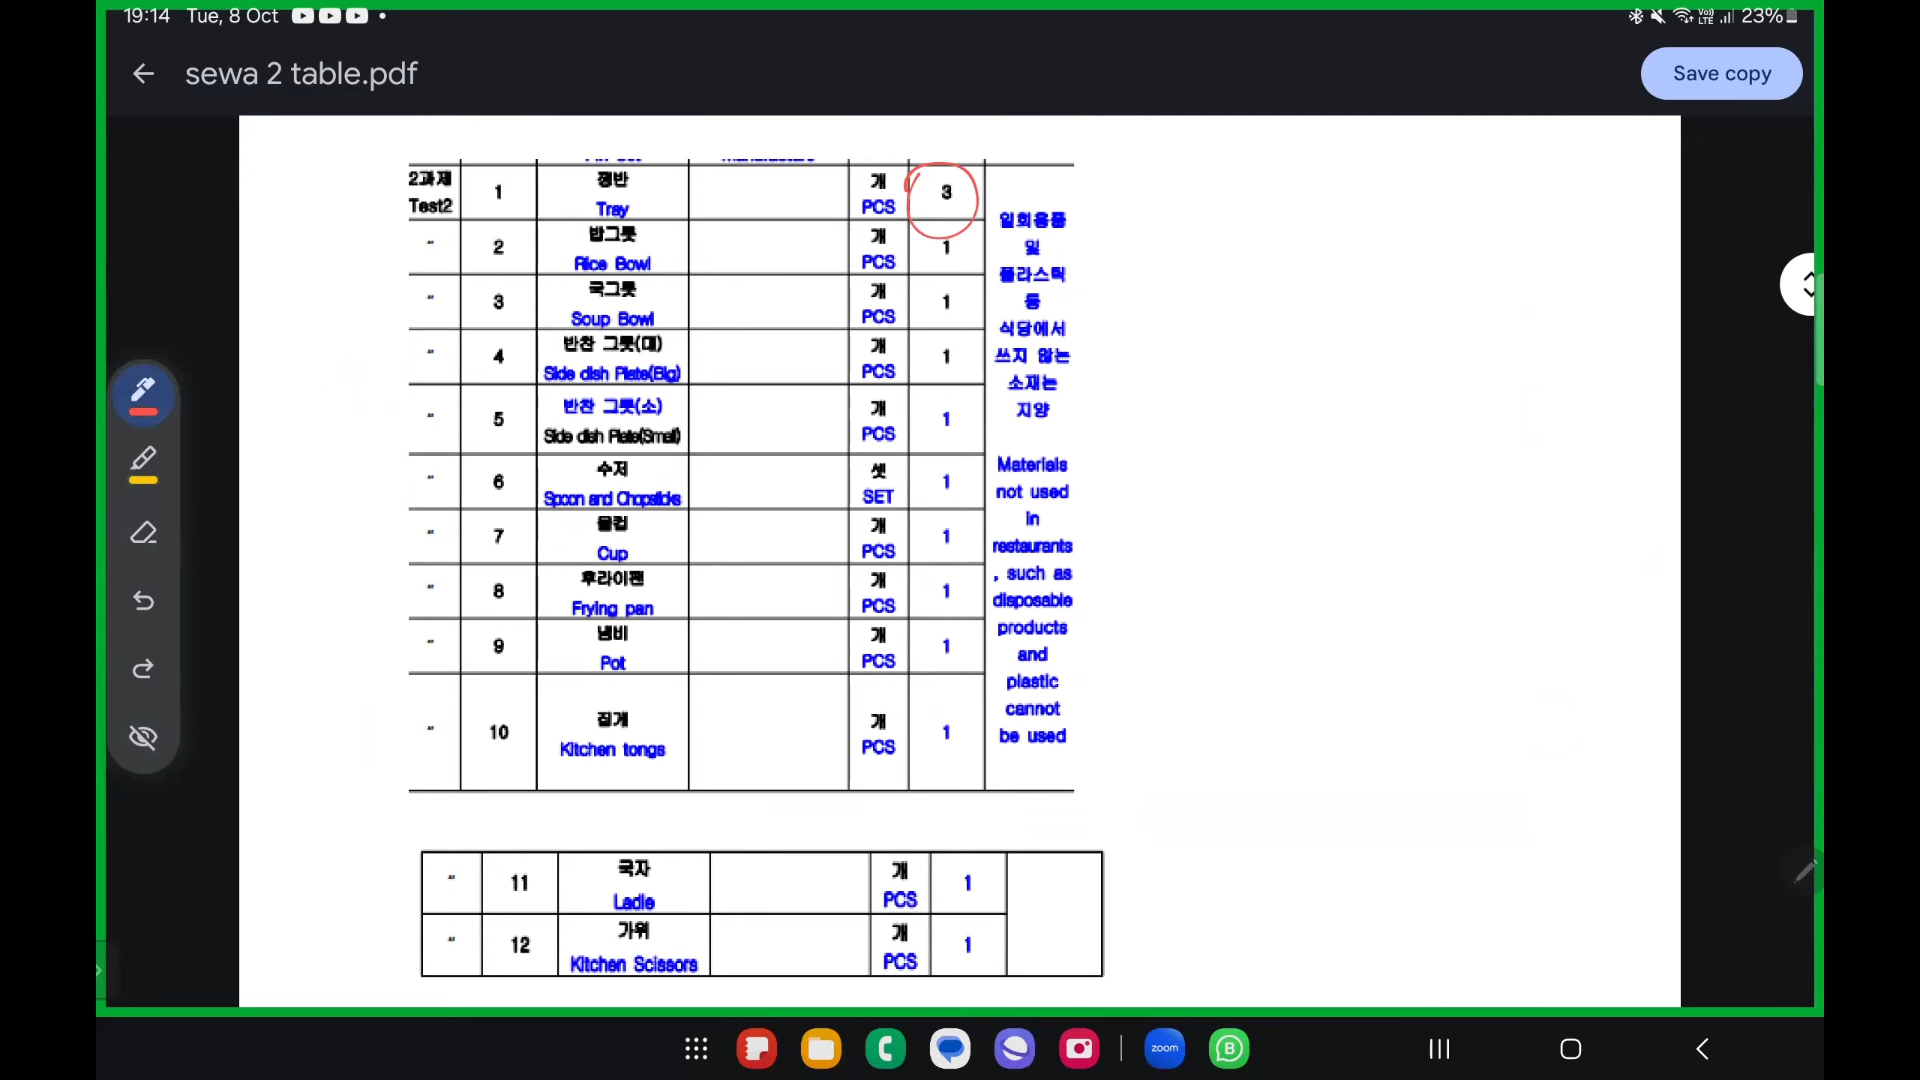 19:14 Tue, 8 Oct
Vo)) LTE 23%
sewa 2 table.pdf
Save copy
2과제
Test2
1
쟁반
Tray
개
PCS
3
〃
2
밥그릇
Rice Bowl
개
PCS
1
〃
3
국그릇
Soup Bowl
개
PCS
1
〃
4
반찬 그릇(대)
Side dish Plate(Big)
개
PCS
1
〃
5
반찬 그릇(소)
Side dish Plate(Small)
개
PCS
1
〃
6
수저
Spoon and Chopsticks
셋
SET
1
〃
7
물컵
Cup
개
PCS
1
〃
8
후라이팬
Frying pan
개
PCS
1
〃
9
냄비
Pot
개
PCS
1
〃
10
집게
Kitchen tongs
개
PCS
1
일회용품
및
플라스틱
등
식당에서
쓰지 않는
소재는
지양
Materials
not used
in
restaurants
, such as
disposable
products
and
plastic
cannot
be used
〃
11
국자
Ladle
개
PCS
1
〃
12
가위
Kitchen Scissors
개
PCS
1
zoom
B